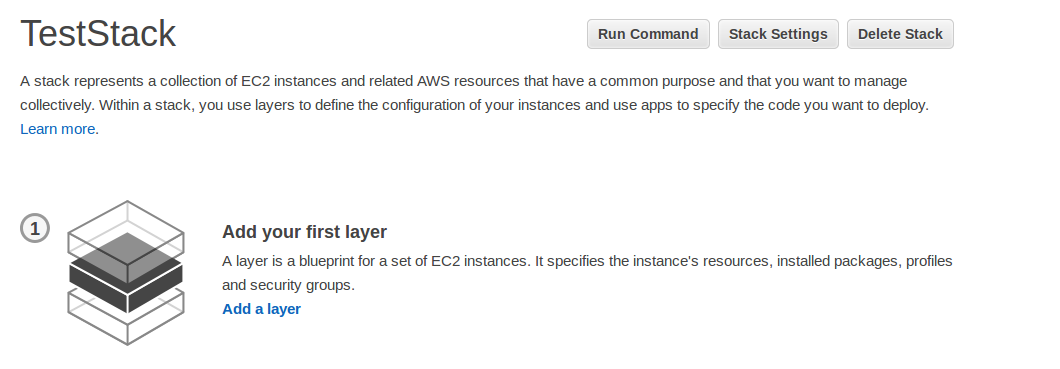 TestStack
Run Command
Stack Settings
Delete Stack
A stack represents a collection of EC2 instances and related AWS resources that have a common purpose and that you want to manage
collectively. Within a stack, you use layers to define the configuration of your instances and use apps to specify the code you want to deploy.
Learn more.
1
Add your first layer
A layer is a blueprint for a set of EC2 instances. It specifies the instance's resources, installed packages, profiles
and security groups.
Add a layer